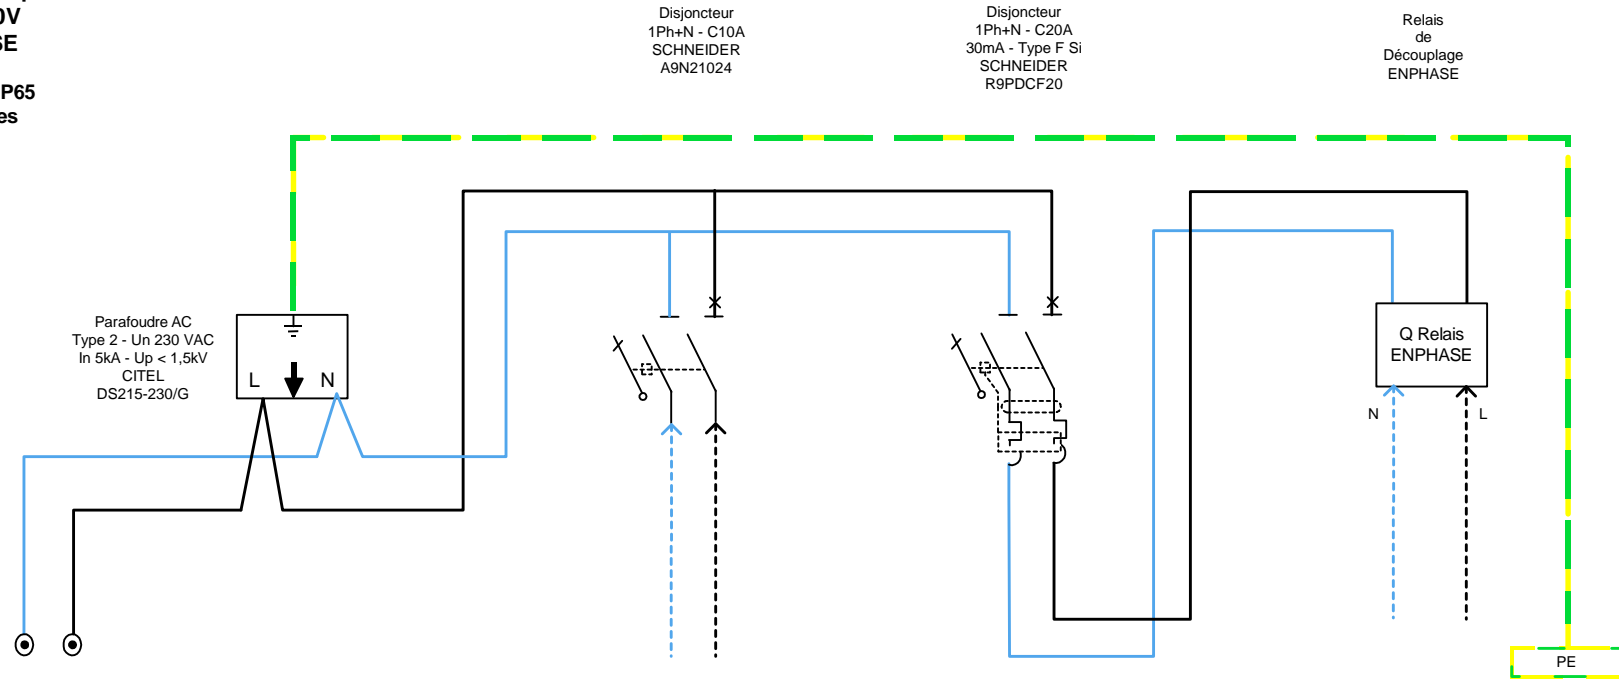 0V
SE
P65
es
Disjoncteur
1Ph+N - C10A
SCHNEIDER
A9N21024
Disjoncteur
1Ph+N - C20A
30mA - Type F Si
SCHNEIDER
R9PDCF20
Relais
de
Découplage
ENPHASE
Parafoudre AC
Type 2 - Un 230 VAC
In 5kA - Up < 1,5kV
CITEL
DS215-230/G
L
N
Q Relais
ENPHASE
N
L
PE